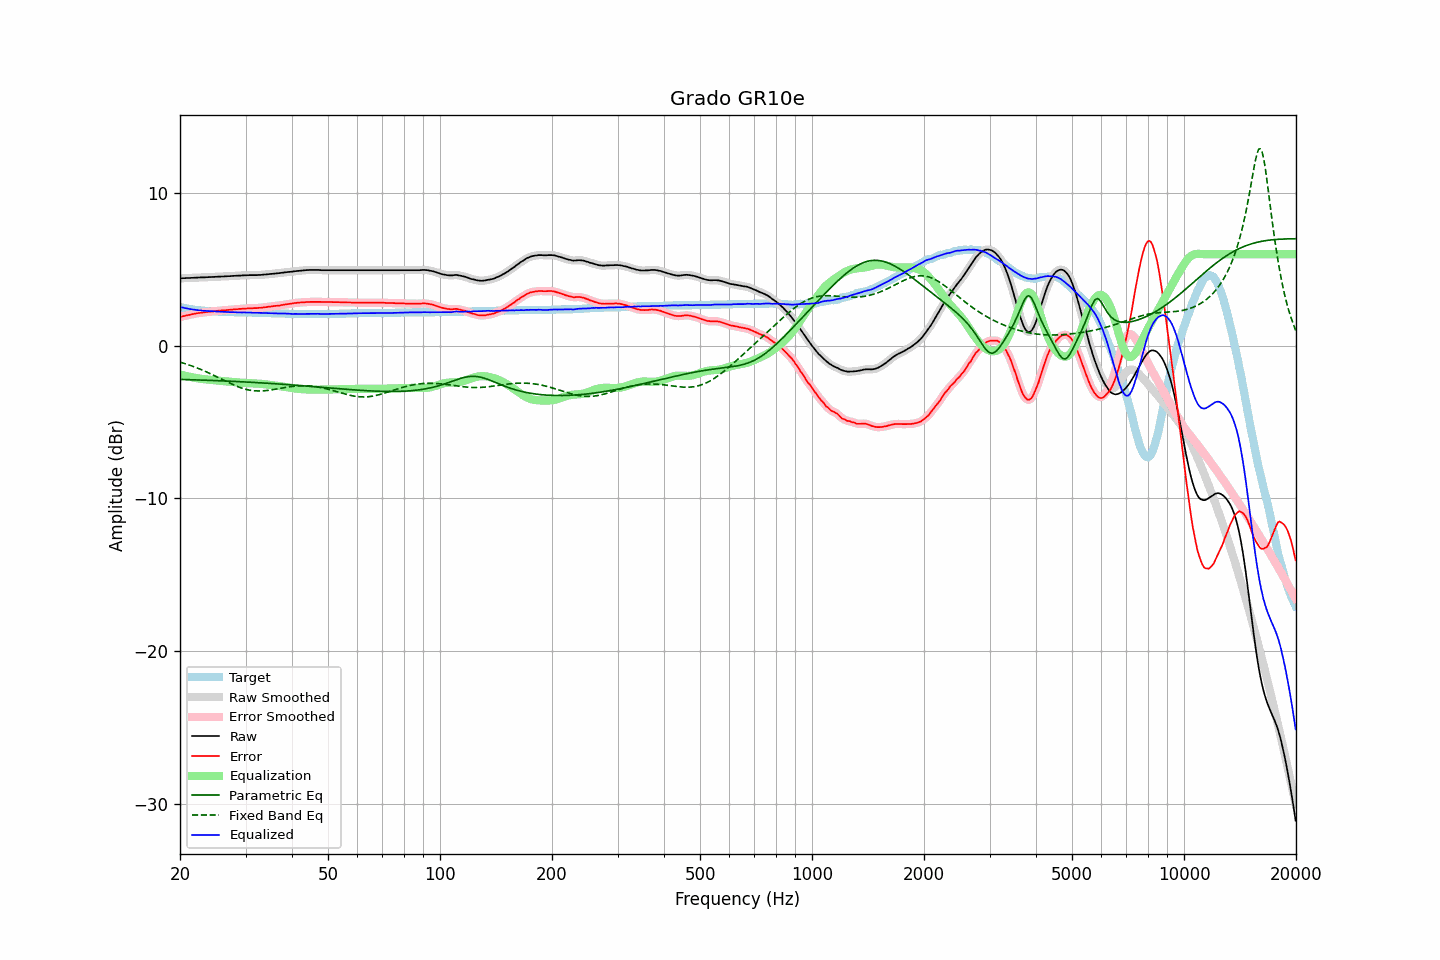 Grado GR10e
Amplitude (dBr)
10
0
−10
−20
−30
Target
Raw Smoothed
Error Smoothed
Raw
Error
Equalization
Parametric Eq
Fixed Band Eq
Equalized
20 50 100 200 500 1000 2000 5000 10000 20000
Frequency (Hz)